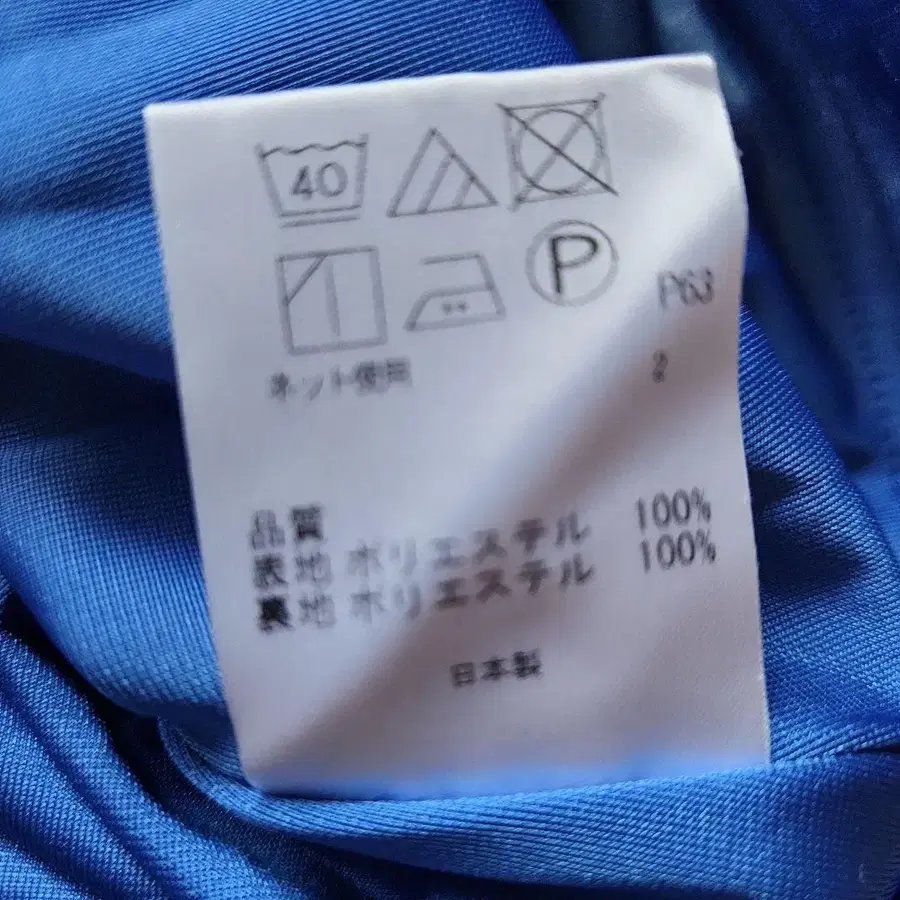 40
P
P63
ネット使用
2
品質
表地 ポリエステル 100%
裏地 ポリエステル 100%
日本製